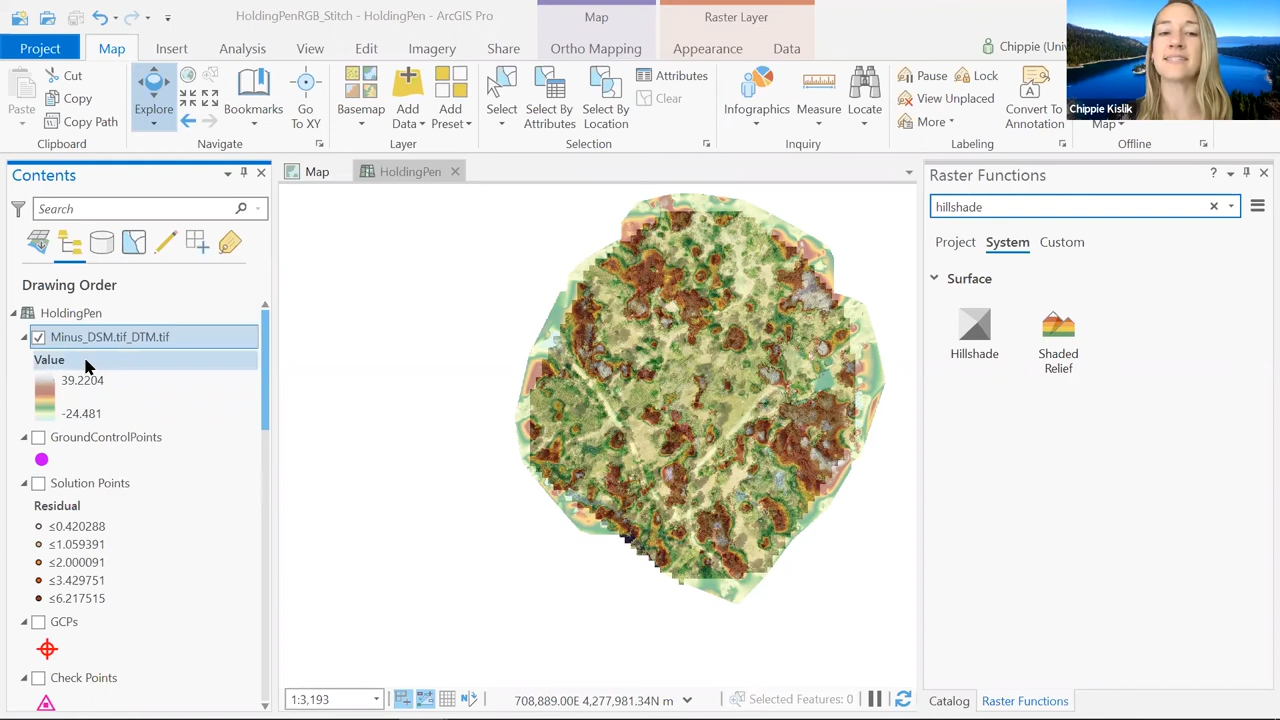 HoldingPenRGB_Stitch - HoldingPen - ArcGIS Pro
Map
Raster Layer
Project
Map
Insert
Analysis
View
Edit
Imagery
Share
Ortho Mapping
Appearance
Data
Chippie (Uni
Paste
Cut
Copy
Copy Path
Clipboard
Explore
Bookmarks
Go To XY
Navigate
Basemap
Add Data
Add Preset
Layer
Select
Select By Attributes
Select By Location
Attributes
Clear
Selection
Infographics
Measure
Locate
Inquiry
Pause
Lock
View Unplaced
More
Convert To Annotation
Labeling
Map
Offline
Chippie Kislik
Contents
Search
Drawing Order
HoldingPen
Minus_DSM.tif_DTM.tif
Value
39.2204
-24.481
GroundControlPoints
Solution Points
Residual
≤0.420288
≤1.059391
≤2.000091
≤3.429751
≤6.217515
GCPs
Check Points
Map
HoldingPen
1:3,193
708,889.00E 4,277,981.34N m
Selected Features: 0
Raster Functions
?
hillshade
Project
System
Custom
Surface
Hillshade
Shaded Relief
Catalog
Raster Functions